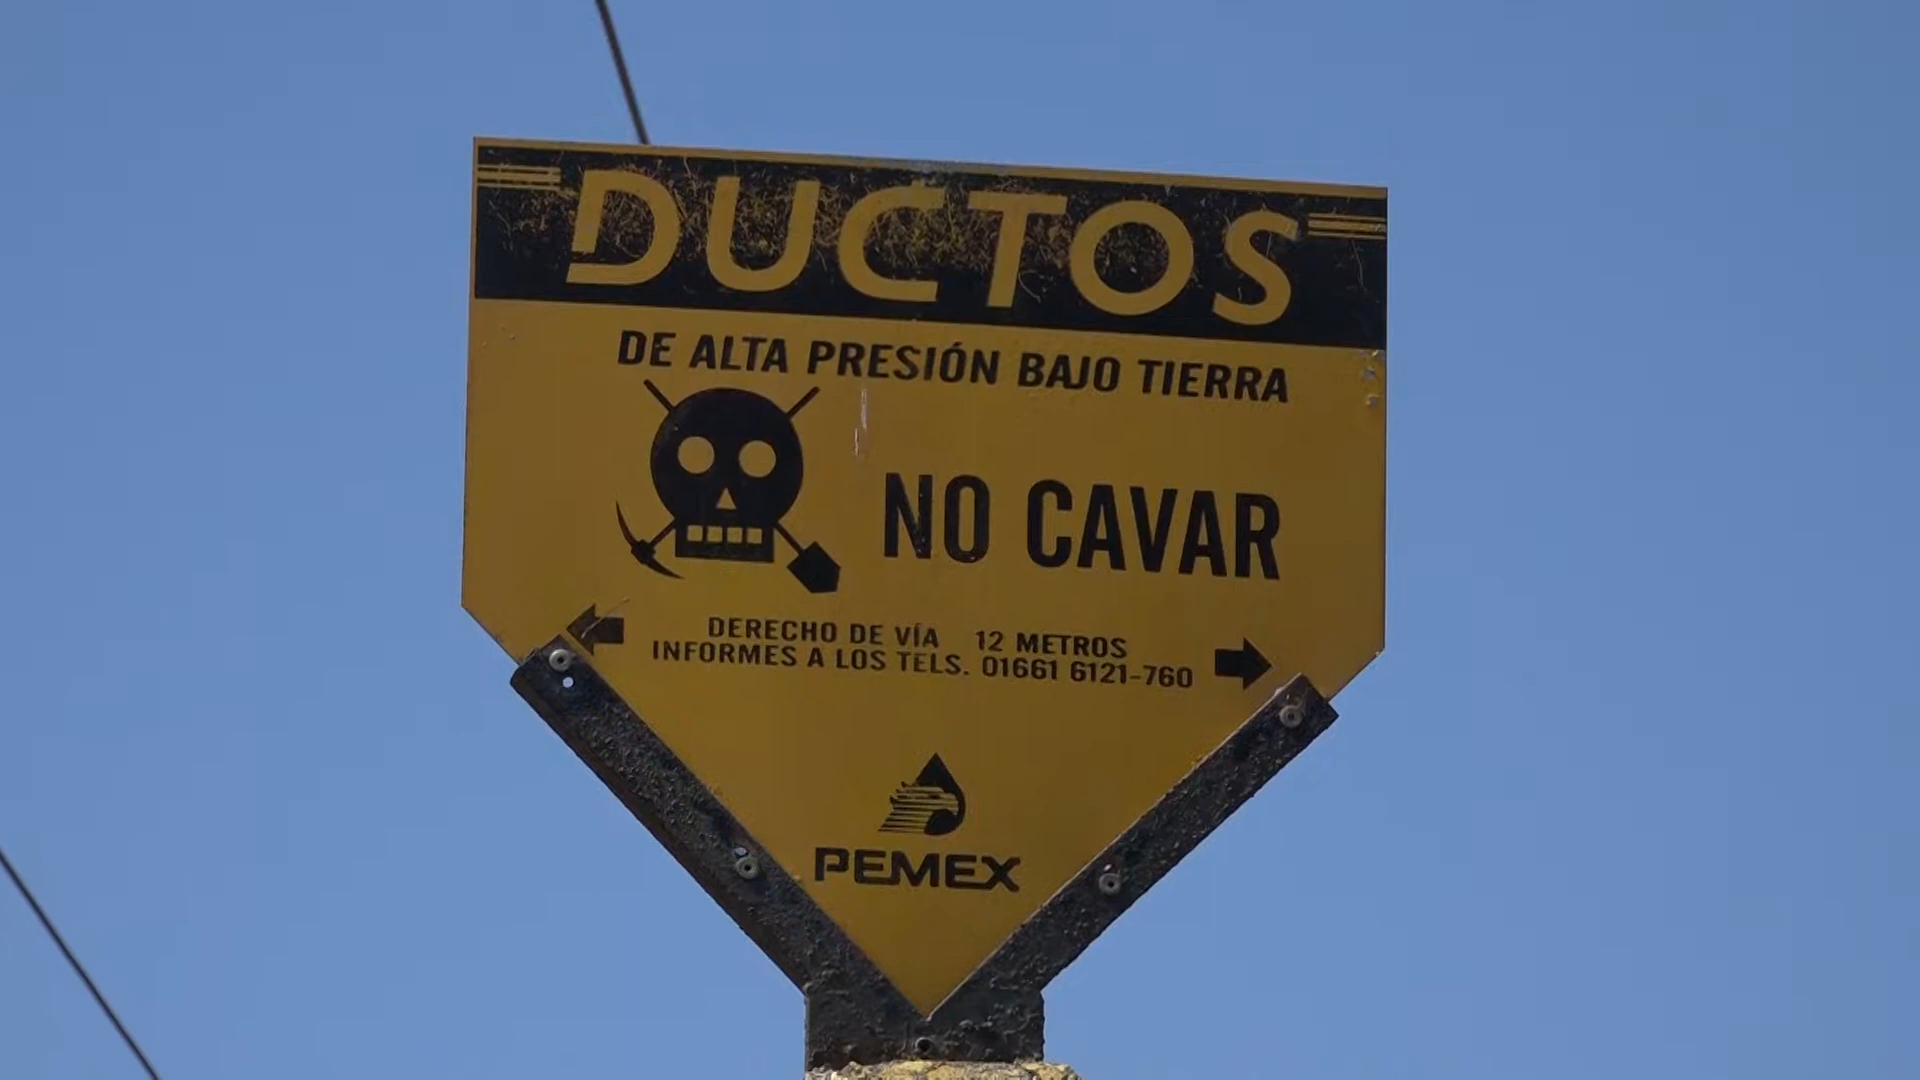 DUCTOS
DE ALTA PRESIÓN BAJO TIERRA
NO CAVAR
DERECHO DE VÍA 12 METROS
INFORMES A LOS TELS. 01661 6121-760
PEMEX